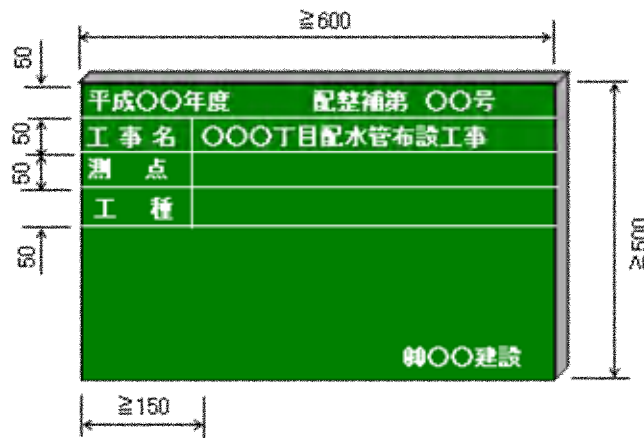 ≧600
50
平成〇〇年度 配整補第 〇〇号
50
工事名 〇〇〇丁目配水管布設工事
50
測 点
工 種
50
≧500
㈱〇〇建設
≧150